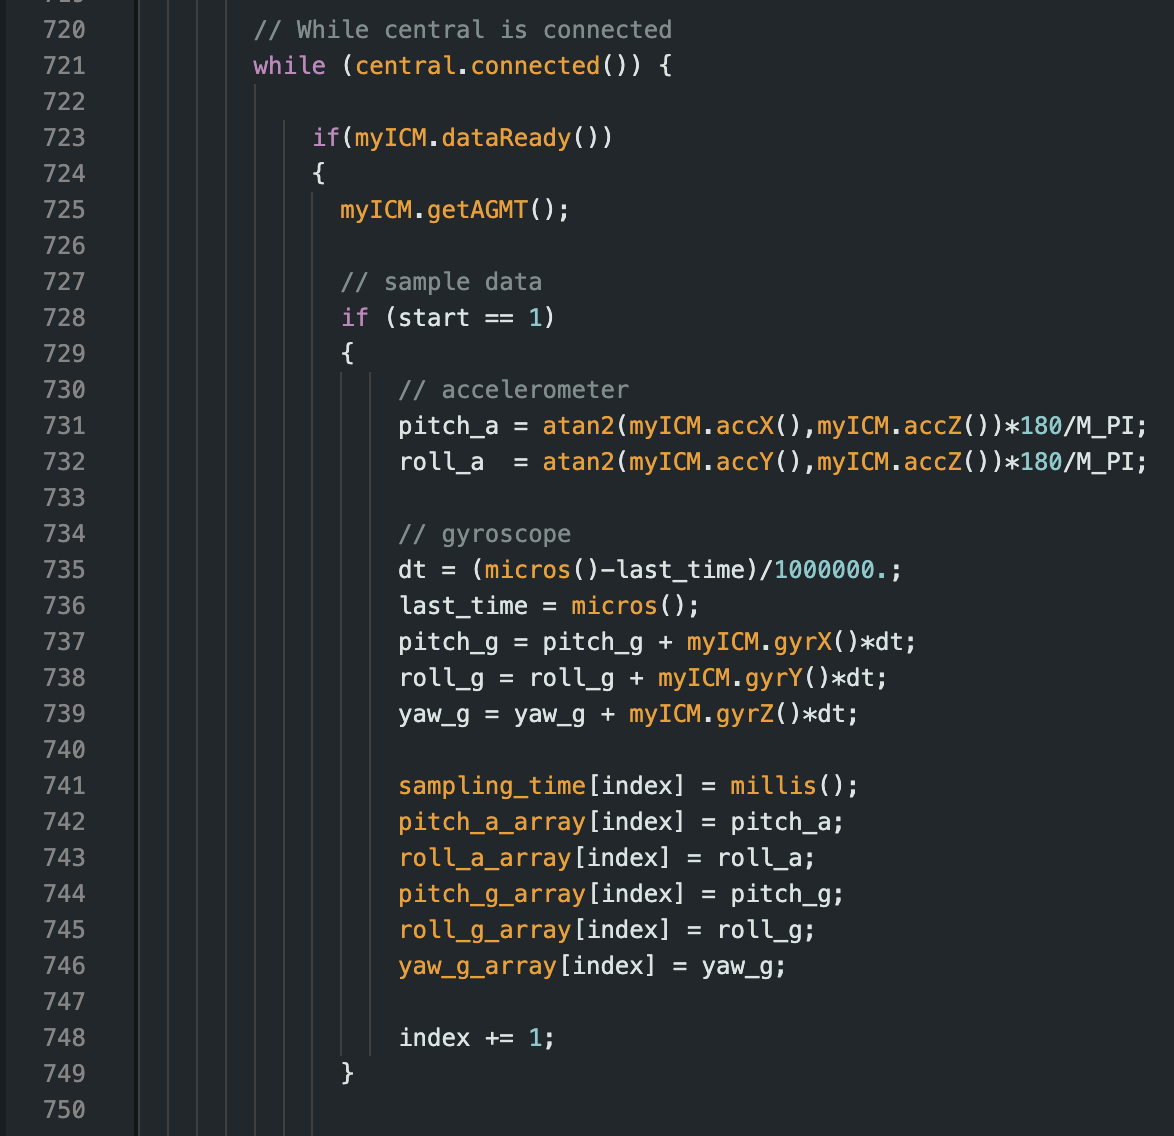 720 // While central is connected
721 while (central.connected()) {
722
723 if(myICM.dataReady())
724 {
725 myICM.getAGMT();
726
727 // sample data
728 if (start == 1)
729 {
730 // accelerometer
731 pitch_a = atan2(myICM.accX(),myICM.accZ())*180/M_PI;
732 roll_a  = atan2(myICM.accY(),myICM.accZ())*180/M_PI;
733
734 // gyroscope
735 dt = (micros()-last_time)/1000000.;
736 last_time = micros();
737 pitch_g = pitch_g + myICM.gyrX()*dt;
738 roll_g = roll_g + myICM.gyrY()*dt;
739 yaw_g = yaw_g + myICM.gyrZ()*dt;
740
741 sampling_time[index] = millis();
742 pitch_a_array[index] = pitch_a;
743 roll_a_array[index] = roll_a;
744 pitch_g_array[index] = pitch_g;
745 roll_g_array[index] = roll_g;
746 yaw_g_array[index] = yaw_g;
747
748 index += 1;
749 }
750